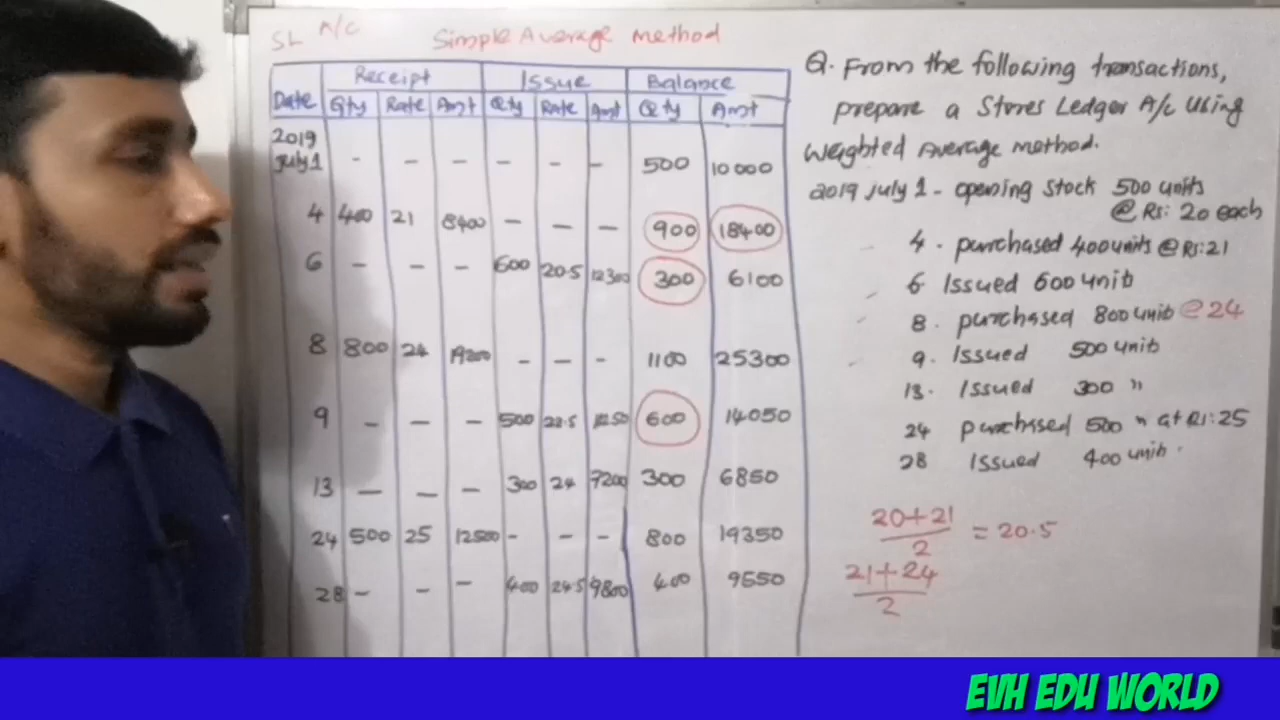 SL A/C Simple Average method
Receipt Issue Balance
Date Qty Rate Amt Qty Rate Amt Qty Amt
2019
July 1 - - - - - - 500 10000
4 400 21 8400 - - - 900 18400
6 - - - 600 20.5 12300 300 6100
8 800 24 19200 - - - 1100 25300
9 - - - 500 22.5 11250 600 14050
13 - - - 300 24 7200 300 6850
24 500 25 12500 - - - 800 19350
28 - - - 400 24.5 9800 400 9550
Q. From the following transactions,
prepare a Stores Ledger A/c Using
weighted Average method.
2019 July 1 - opening stock 500 units
@ Rs: 20 each
4. purchased 400 units @ Rs: 21
6 Issued 600 unit
8. purchased 800 unit @ 24
9. Issued 500 unit
13. Issued 300 "
24 purchased 500 " at Rs: 25
28 Issued 400 unit.
20+21
2
= 20.5
21+24
2
EVH EDU WORLD